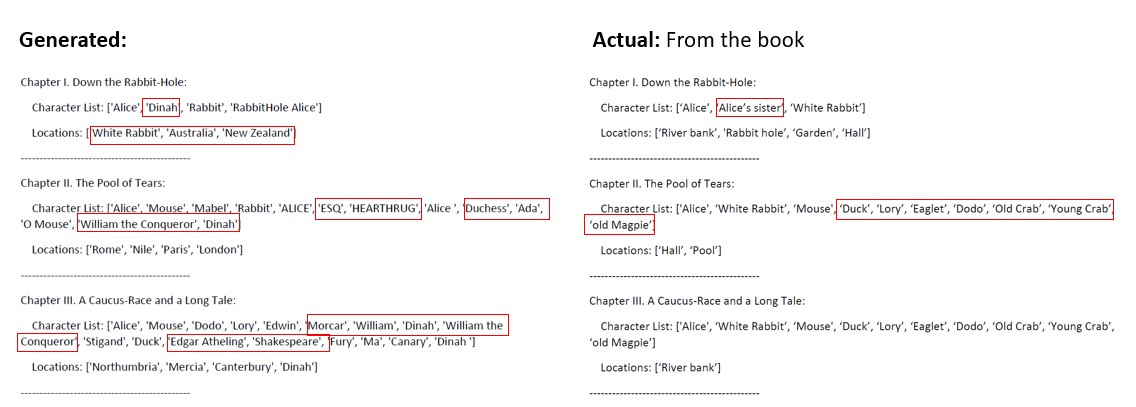 Generated:
Chapter I. Down the Rabbit-Hole:
Character List: ['Alice', 'Dinah', 'Rabbit', 'RabbitHole Alice']
Locations: [ 'White Rabbit', 'Australia', 'New Zealand']
--------------------------------------------
Chapter II. The Pool of Tears:
Character List: ['Alice', 'Mouse', 'Mabel', 'Rabbit', 'ALICE', 'ESQ', 'HEARTHRUG', 'Alice ', 'Duchess', 'Ada',
'O Mouse', 'William the Conqueror', 'Dinah']
Locations: ['Rome', 'Nile', 'Paris', 'London']
--------------------------------------------
Chapter III. A Caucus-Race and a Long Tale:
Character List: ['Alice', 'Mouse', 'Dodo', 'Lory', 'Edwin', 'Morcar', 'William', 'Dinah', 'William the
Conqueror', 'Stigand', 'Duck', 'Edgar Atheling', 'Shakespeare', 'Fury', 'Ma', 'Canary', 'Dinah ']
Locations: ['Northumbria', 'Mercia', 'Canterbury', 'Dinah']
--------------------------------------------
Actual: From the book
Chapter I. Down the Rabbit-Hole:
Character List: [‘Alice’, ‘Alice’s sister’, ‘White Rabbit’]
Locations: [‘River bank’, 'Rabbit hole’, ‘Garden’, ‘Hall’]
--------------------------------------------
Chapter II. The Pool of Tears:
Character List: ['Alice’, ‘White Rabbit’, ‘Mouse’, ‘Duck’, ‘Lory’, ‘Eaglet’, ‘Dodo’, ‘Old Crab’, ‘Young Crab’,
‘old Magpie’]
Locations: [‘Hall’, ‘Pool’]
--------------------------------------------
Chapter III. A Caucus-Race and a Long Tale:
Character List: ['Alice’, ‘White Rabbit’, ‘Mouse’, ‘Duck’, ‘Lory’, ‘Eaglet’, ‘Dodo’, ‘Old Crab’, ‘Young Crab’,
‘old Magpie’]
Locations: [‘River bank’]
--------------------------------------------